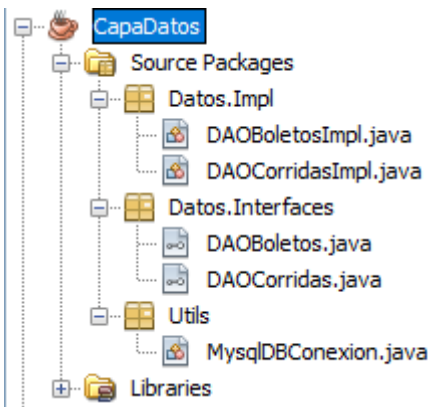 CapaDatos
Source Packages
Datos.Impl
DAOBoletosImpl.java
DAOCorridasImpl.java
Datos.Interfaces
DAOBoletos.java
DAOCorridas.java
Utils
MysqlDBConexion.java
Libraries